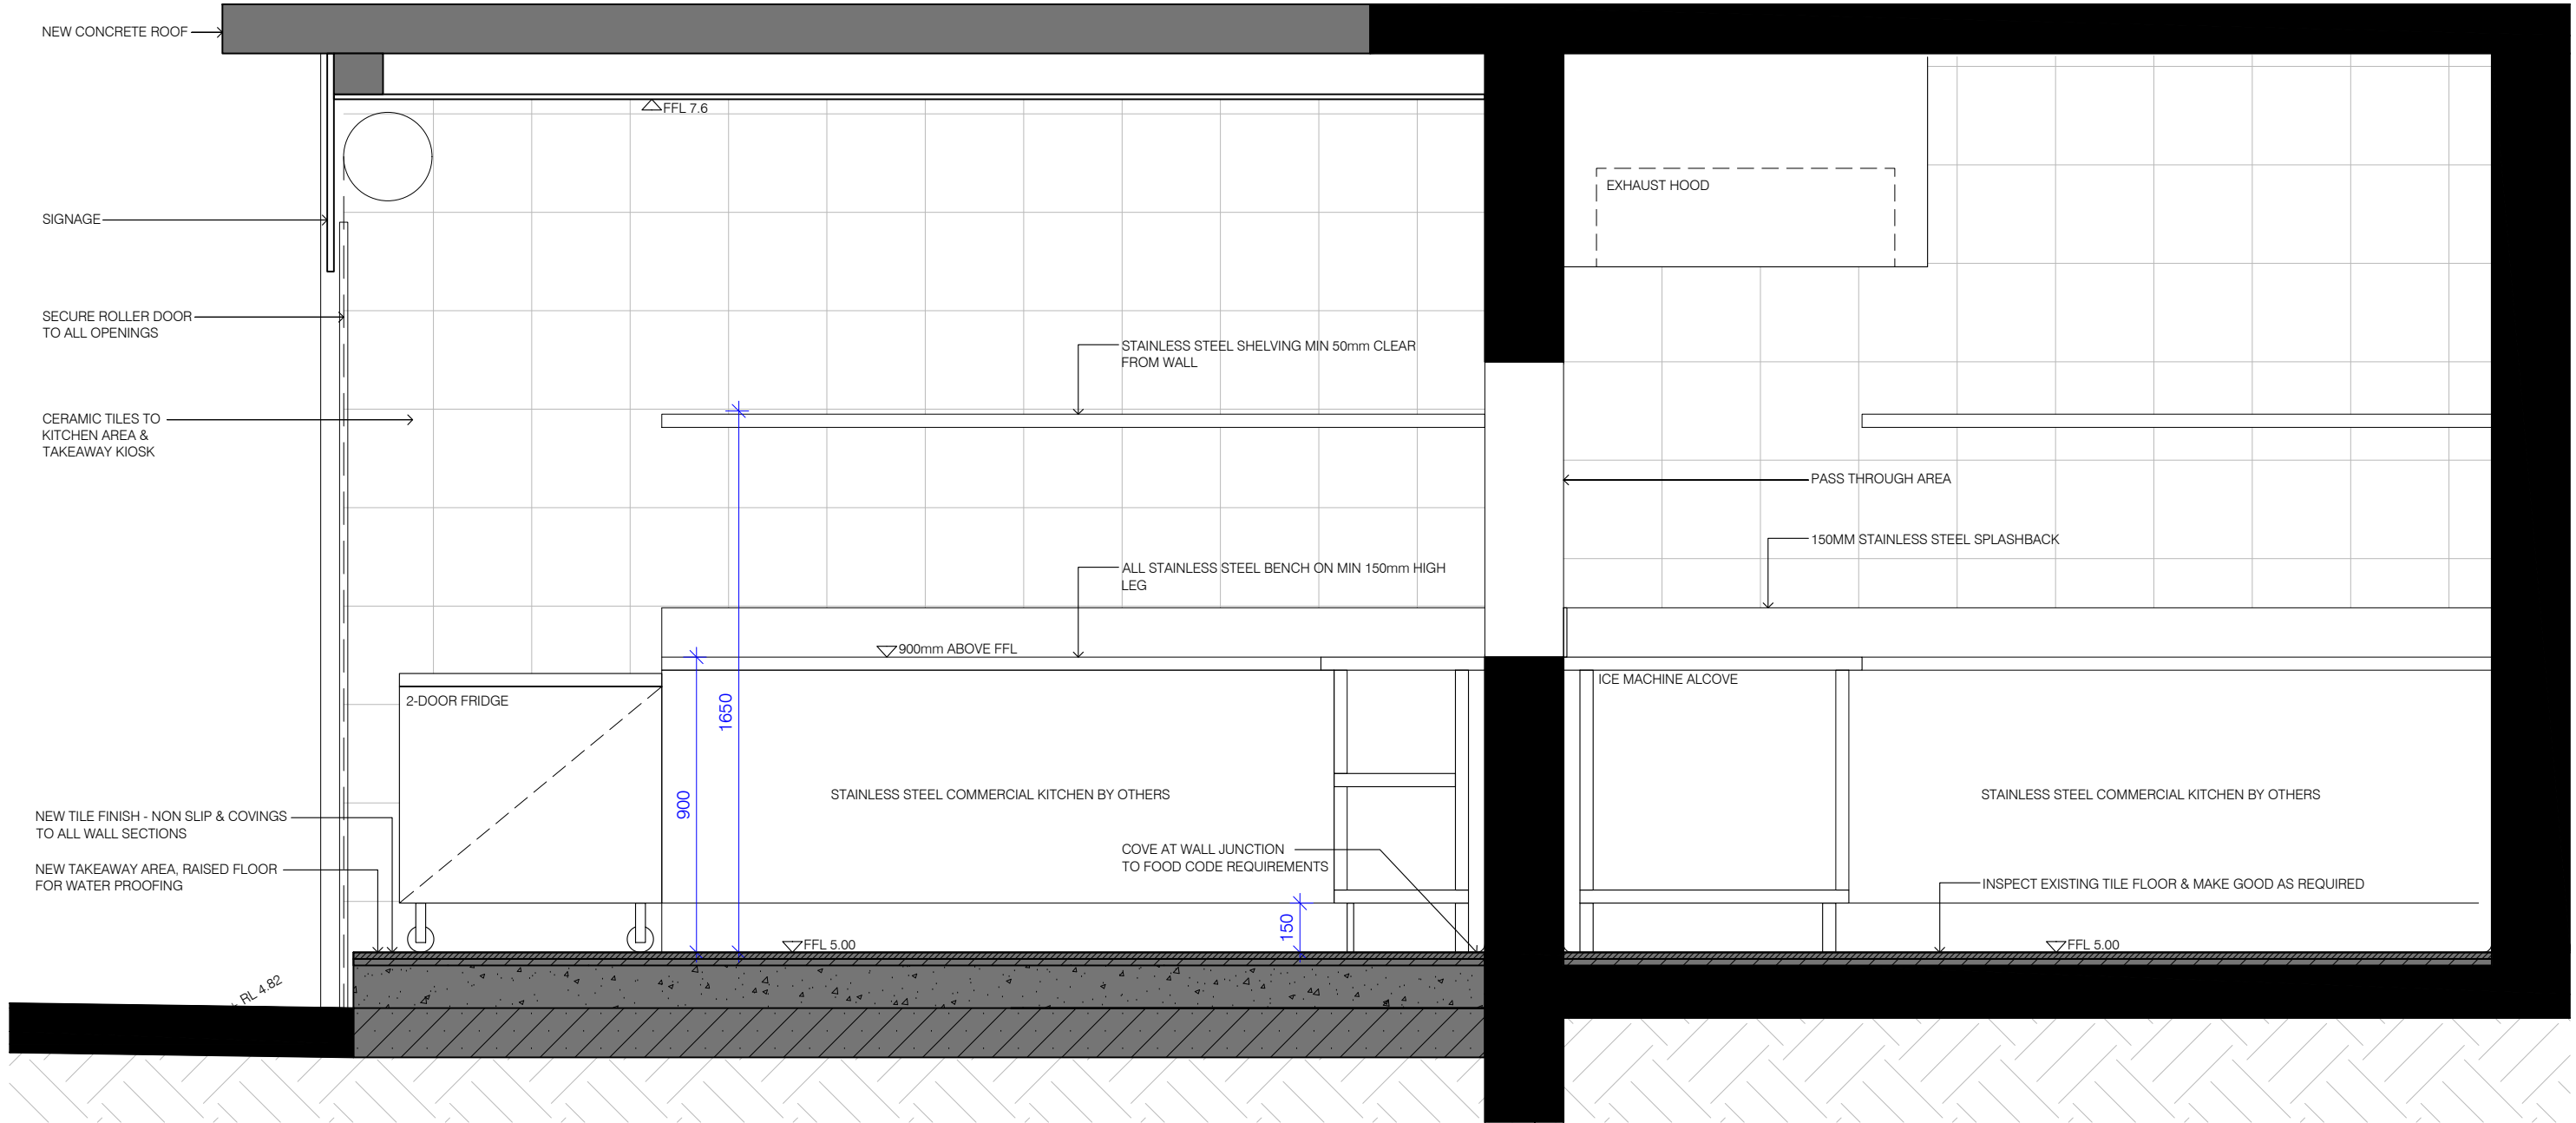 NEW CONCRETE ROOF
FFL 7.6
EXHAUST HOOD
SIGNAGE
SECURE ROLLER DOOR
TO ALL OPENINGS
STAINLESS STEEL SHELVING MIN 50mm CLEAR
FROM WALL
CERAMIC TILES TO
KITCHEN AREA &
TAKEAWAY KIOSK
PASS THROUGH AREA
150MM STAINLESS STEEL SPLASHBACK
ALL STAINLESS STEEL BENCH ON MIN 150mm HIGH
LEG
900mm ABOVE FFL
ICE MACHINE ALCOVE
2-DOOR FRIDGE
1650
900
STAINLESS STEEL COMMERCIAL KITCHEN BY OTHERS
STAINLESS STEEL COMMERCIAL KITCHEN BY OTHERS
NEW TILE FINISH - NON SLIP & COVINGS
TO ALL WALL SECTIONS
COVE AT WALL JUNCTION
TO FOOD CODE REQUIREMENTS
NEW TAKEAWAY AREA, RAISED FLOOR
FOR WATER PROOFING
INSPECT EXISTING TILE FLOOR & MAKE GOOD AS REQUIRED
150
FFL 5.00
FFL 5.00
RL 4.82